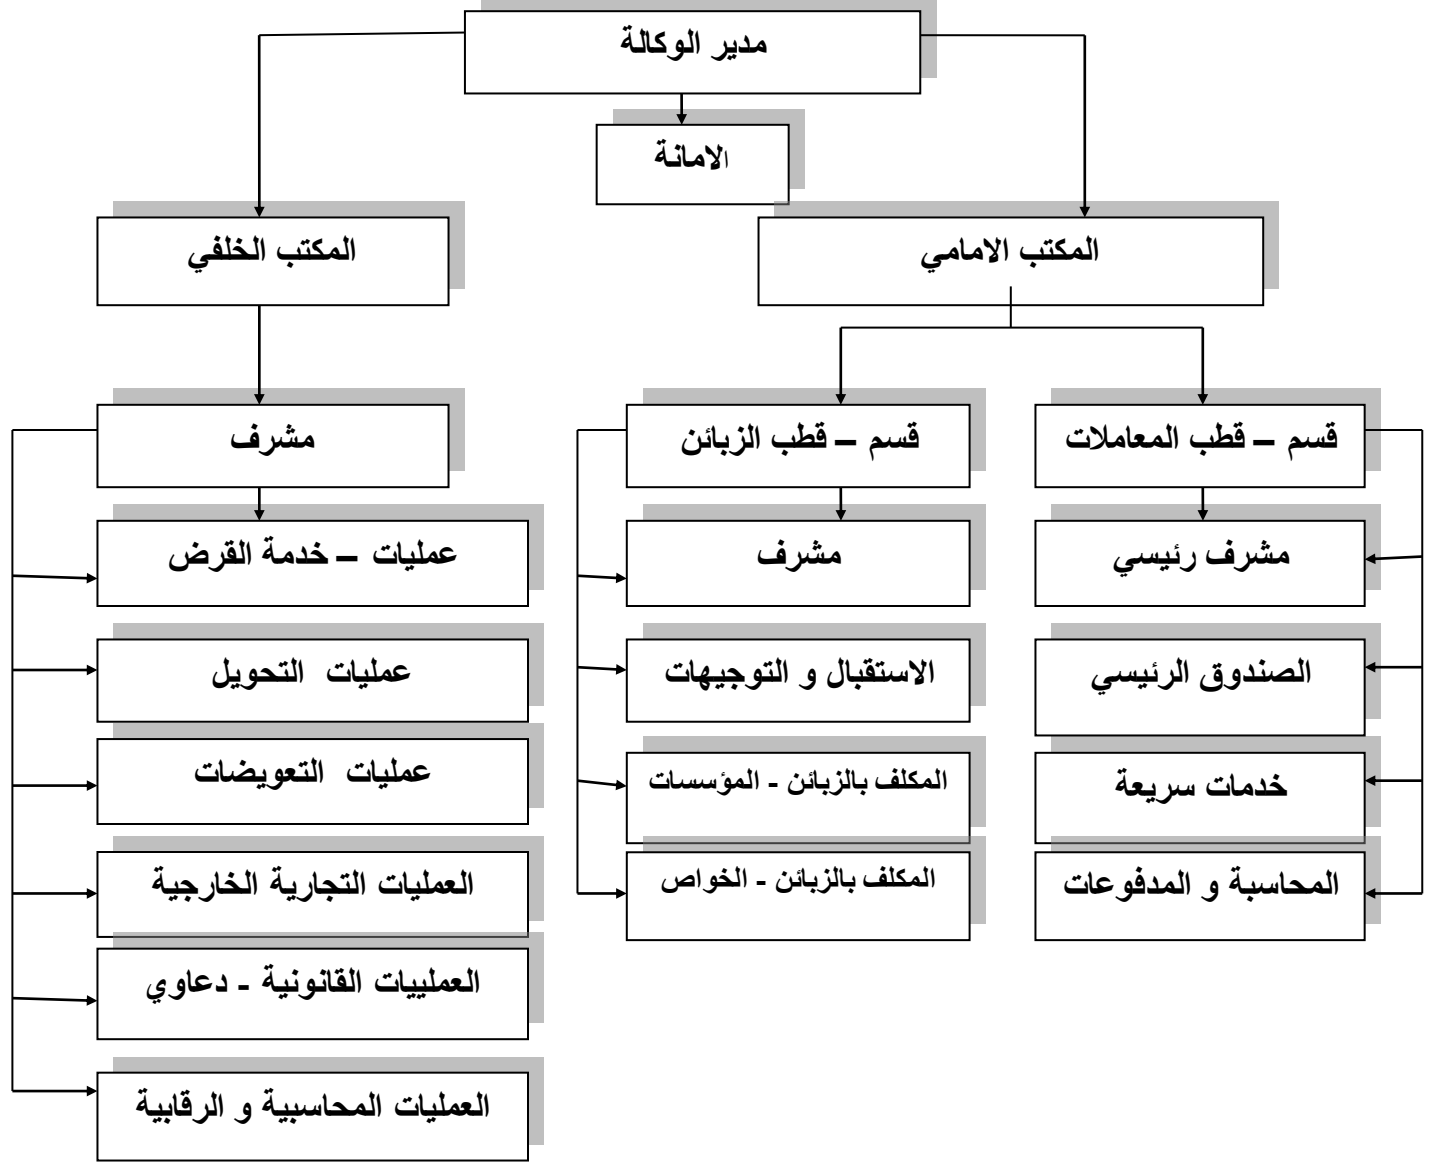 مدير الوكالة
الامانة
المكتب الامامي
المكتب الخلفي
قسم – قطب المعاملات
قسم – قطب الزبائن
مشرف
مشرف رئيسي
مشرف
عمليات – خدمة القرض
الصندوق الرئيسي
الاستقبال و التوجيهات
عمليات التحويل
خدمات سريعة
المكلف بالزبائن - المؤسسات
عمليات التعويضات
المحاسبة و المدفوعات
المكلف بالزبائن - الخواص
العمليات التجارية الخارجية
العملييات القانونية - دعاوي
العمليات المحاسبية و الرقابية